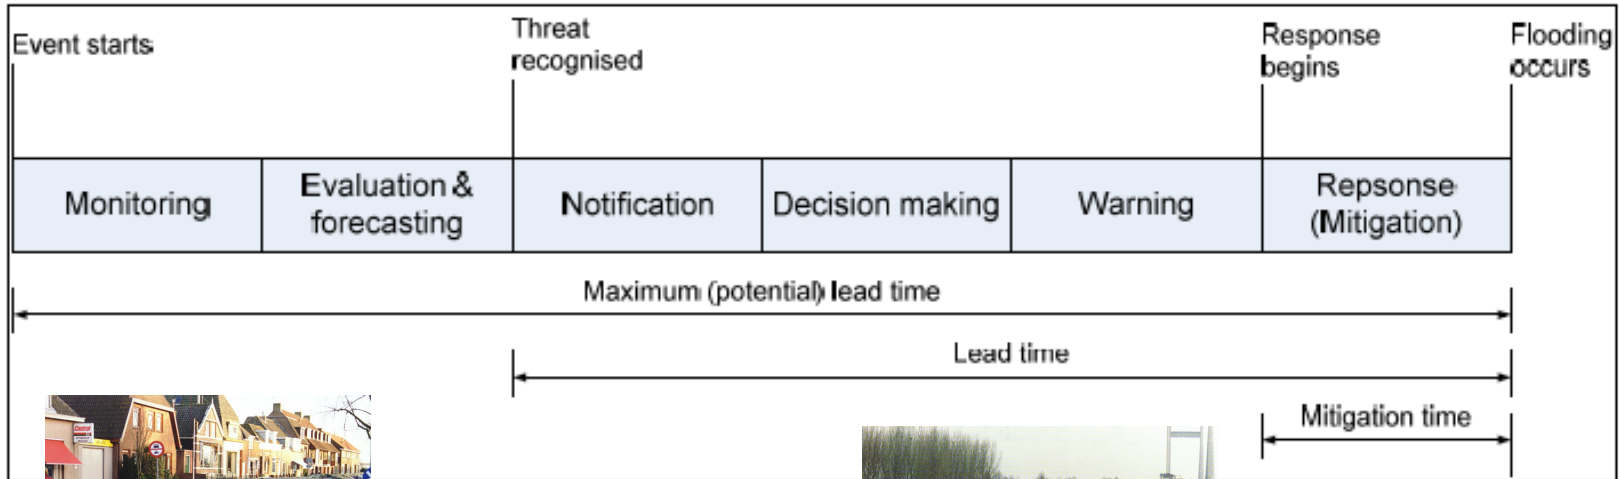 Event starts
Threat
recognised
Response
begins
Flooding
occurs
Monitoring
Evaluation &
forecasting
Notification
Decision making
Warning
Repsonse
(Mitigation)
Maximum (potential) lead time
Lead time
Mitigation time
Castrol